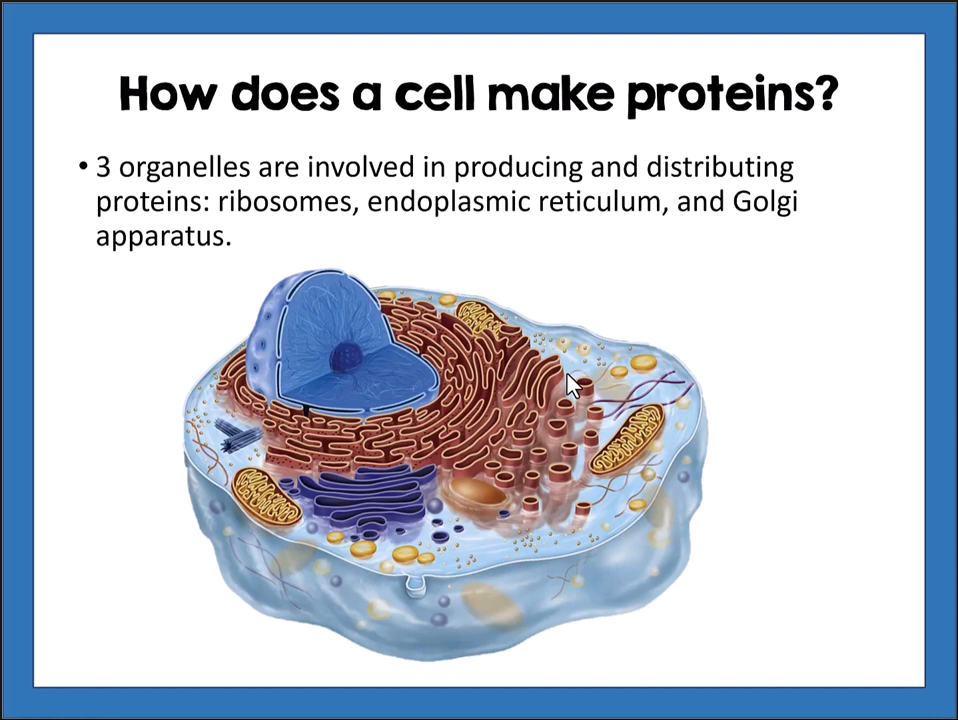 How does a cell make proteins?
• 3 organelles are involved in producing and distributing
proteins: ribosomes, endoplasmic reticulum, and Golgi
apparatus.